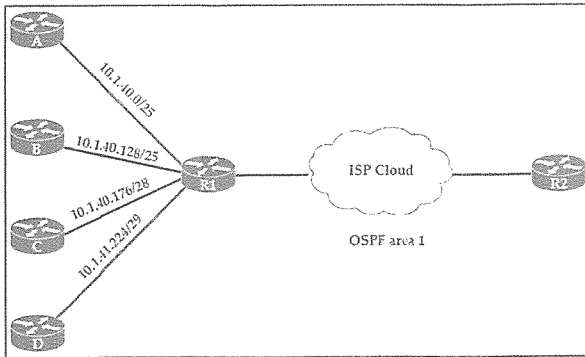 A
10.1.40.0/25
B
10.1.40.128/25
R1
ISP Cloud
R2
10.1.40.176/28
C
OSPF area 1
10.1.41.224/29
D